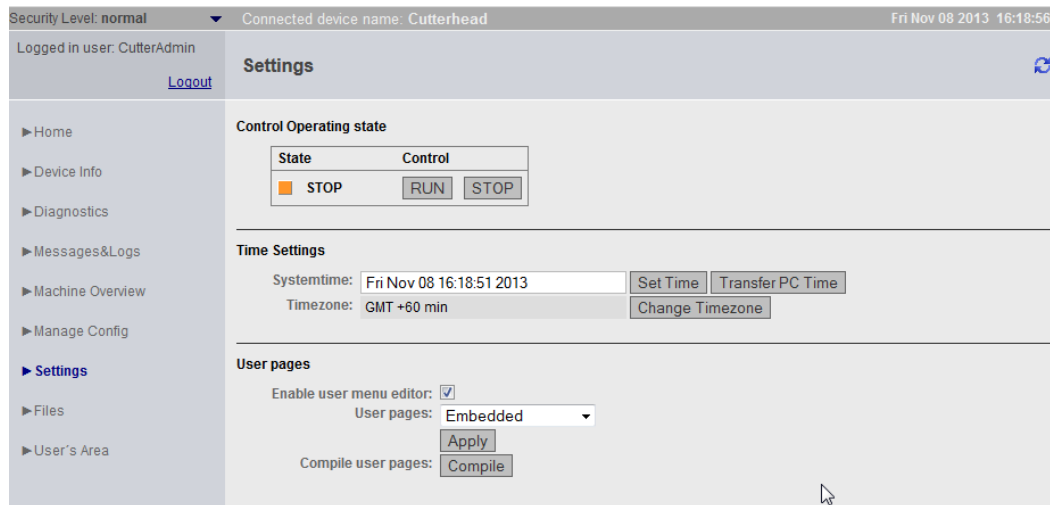 Security Level: normal
Connected device name: Cutterhead
Fri Nov 08 2013 16:18:56
Logged in user: CutterAdmin
Logout
Settings
Home
Device Info
Diagnostics
Messages&Logs
Machine Overview
Manage Config
Settings
Files
User´s Area
Control Operating state
State Control
STOP RUN STOP
Time Settings
Systemtime: Fri Nov 08 16:18:51 2013 Set Time Transfer PC Time
Timezone: GMT +60 min Change Timezone
User pages
Enable user menu editor:
User pages: Embedded
Apply
Compile user pages: Compile